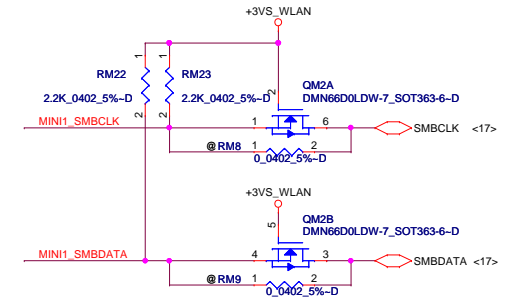 +3VS_WLAN
1
1
RM22
RM23
2.2K_0402_5%~D
2.2K_0402_5%~D
2
2
2
QM2A
DMN66D0LDW-7_SOT363-6~D
MINI1_SMBCLK
1
6
SMBCLK <17>
@RM8
1
2
0_0402_5%~D
+3VS_WLAN
5
QM2B
DMN66D0LDW-7_SOT363-6~D
MINI1_SMBDATA
4
3
SMBDATA <17>
@RM9
1
2
0_0402_5%~D